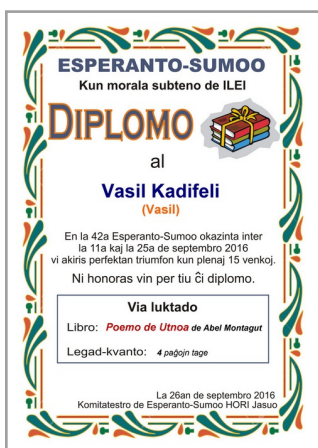 ESPERANTO-SUMOO
Kun morala subteno de ILEI
DIPLOMO
al
Vasil Kadifeli
(Vasil)
En la 42a Esperanto-Sumoo okazinta inter
la 11a kaj la 25a de septembro 2016
vi akiris perfektan triumfon kun plenaj 15 venkoj.
Ni honoras vin per tiu ĉi diplomo.
Via luktado
Libro: Poemo de Utnoa de Abel Montagut
Legad-kvanto: 4 paĝojn tage
La 26an de septembro 2016
Komitatestro de Esperanto-Sumoo HORI Jasuo